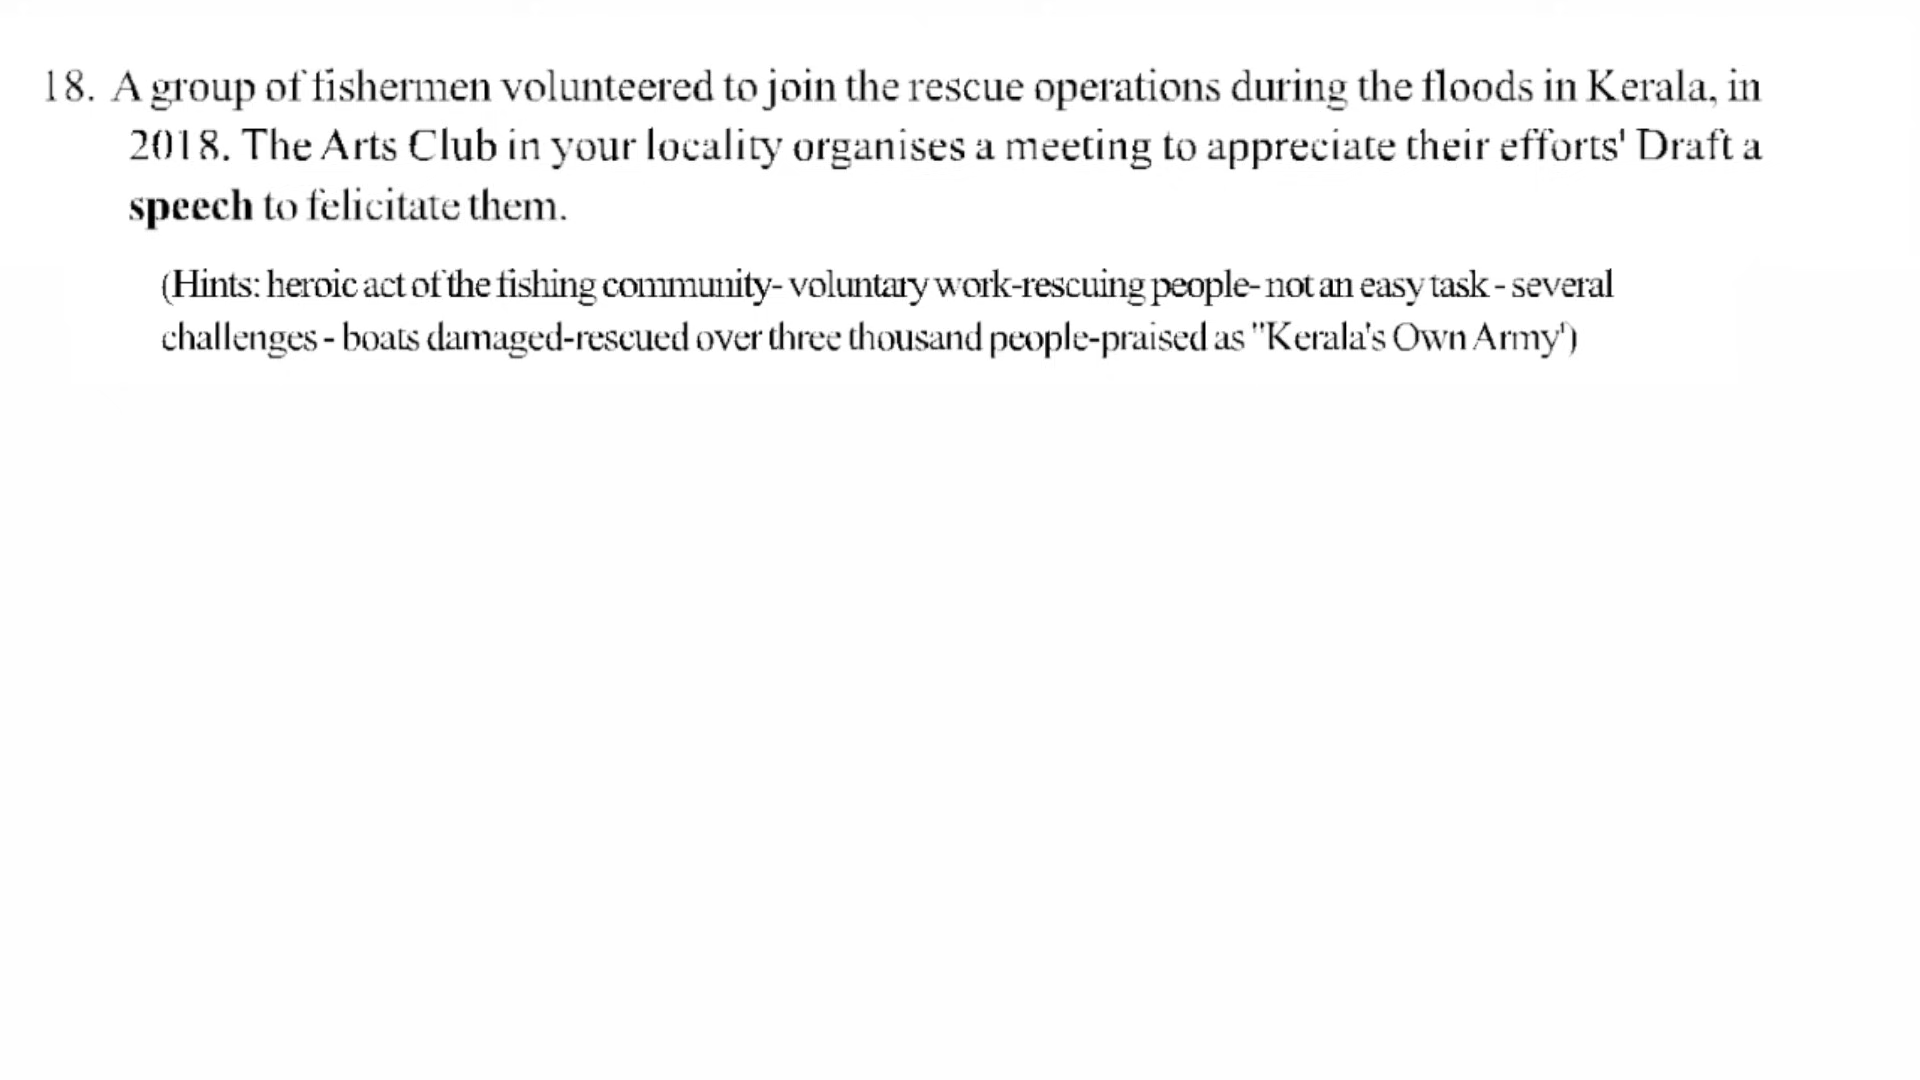 18. A group of fishermen volunteered to join the rescue operations during the floods in Kerala, in
2018. The Arts Club in your locality organises a meeting to appreciate their efforts' Draft a
speech to felicitate them.
(Hints: heroic act of the fishing community- voluntary work-rescuing people- not an easy task - several
challenges - boats damaged-rescued over three thousand people-praised as "Kerala's Own Army')